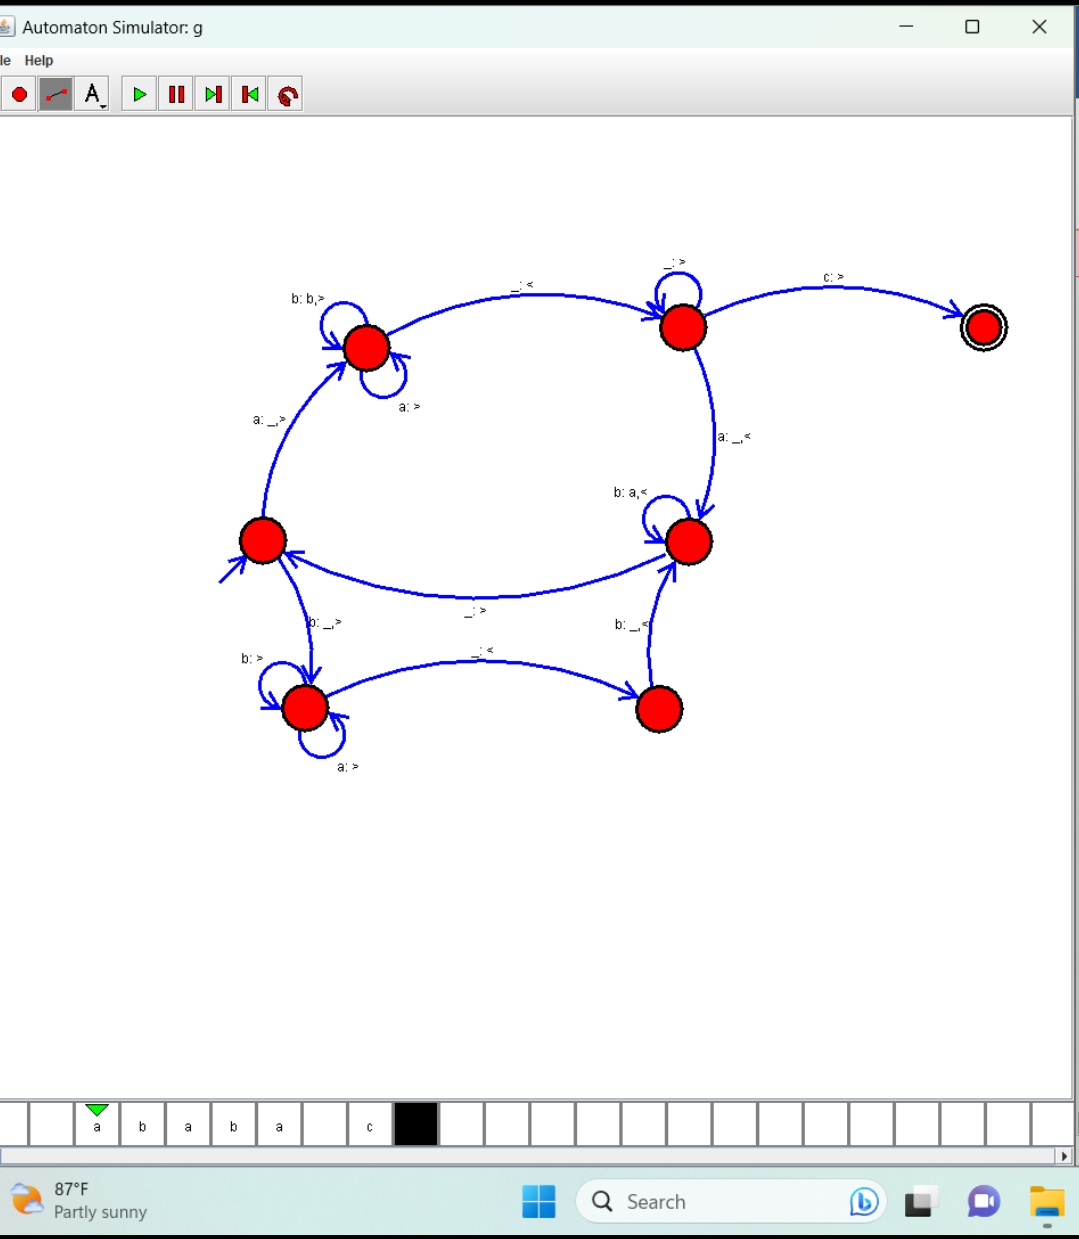 Automaton Simulator: g
le Help
A
_: >
c: >
_: <
b: b,>
a: >
a: _,>
a: _,<
b: a,<
_: >
b: _,>
b: _,<
_: <
b: >
a: >
a b a b a c
87°F
Search
Partly sunny